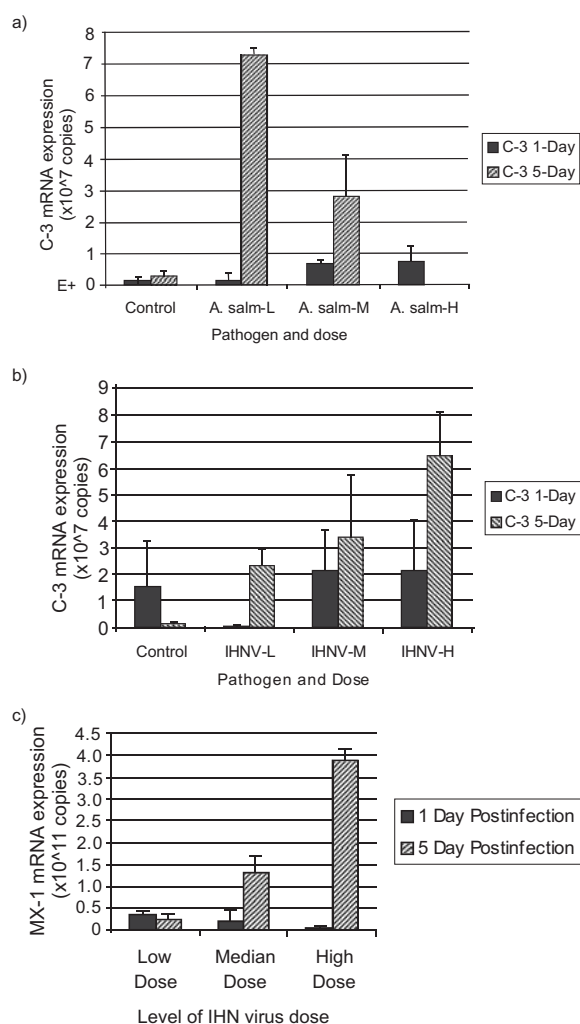 a)
C-3 mRNA expression
(x10^7 copies)
8
7
6
5
4
3
2
1
0
E+
Control A. salm-L A. salm-M A. salm-H
Pathogen and dose
C-3 1-Day
C-3 5-Day
b)
C-3 mRNA expression
(x10^7 copies)
9
8
7
6
5
4
3
2
1
0
Control IHNV-L IHNV-M IHNV-H
Pathogen and Dose
C-3 1-Day
C-3 5-Day
c)
MX-1 mRNA expression
(x10^11 copies)
4.5
4.0
3.5
3.0
2.5
2.0
1.5
1.0
0.5
0
Low Median High
Dose Dose Dose
Level of IHN virus dose
1 Day Postinfection
5 Day Postinfection